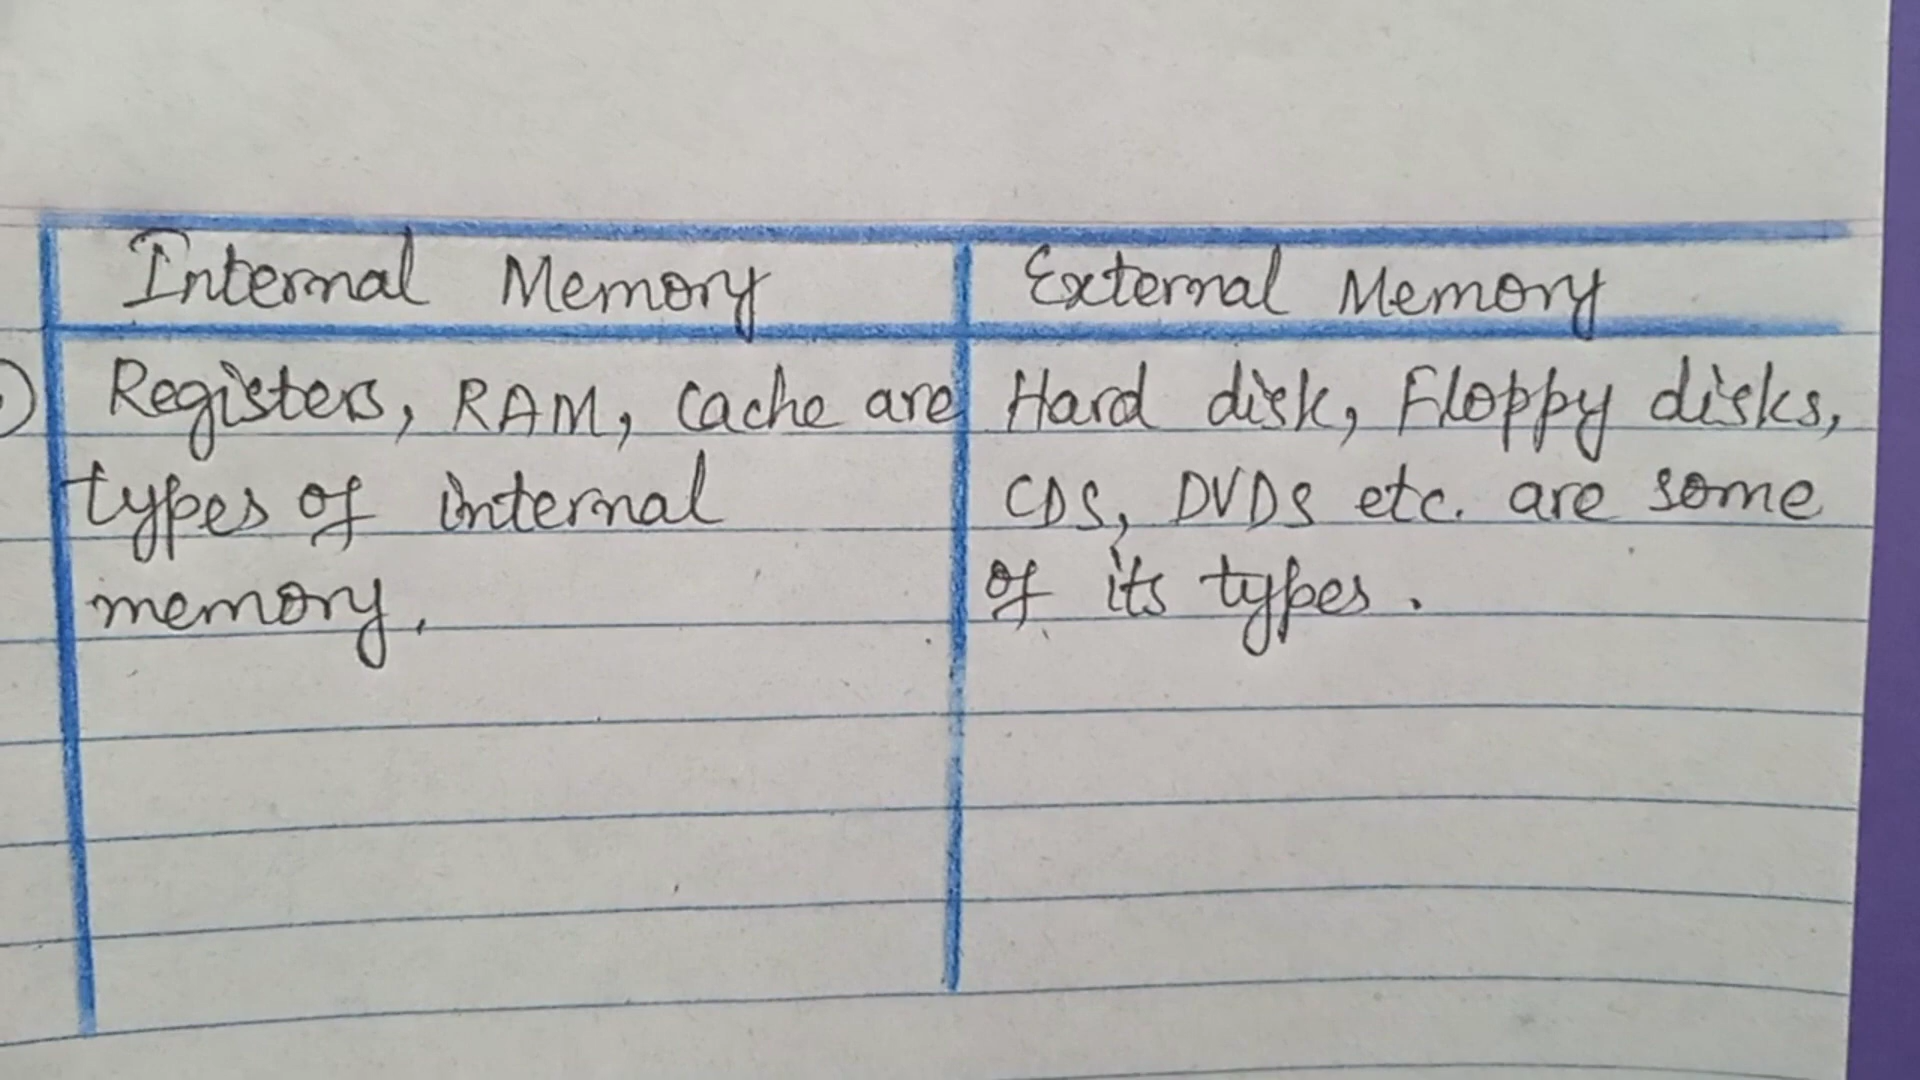 Internal Memory
External Memory
Registers, RAM, Cache are
types of internal
memory.
Hard disk, Floppy disks,
CDs, DVDs etc. are some
of its types.